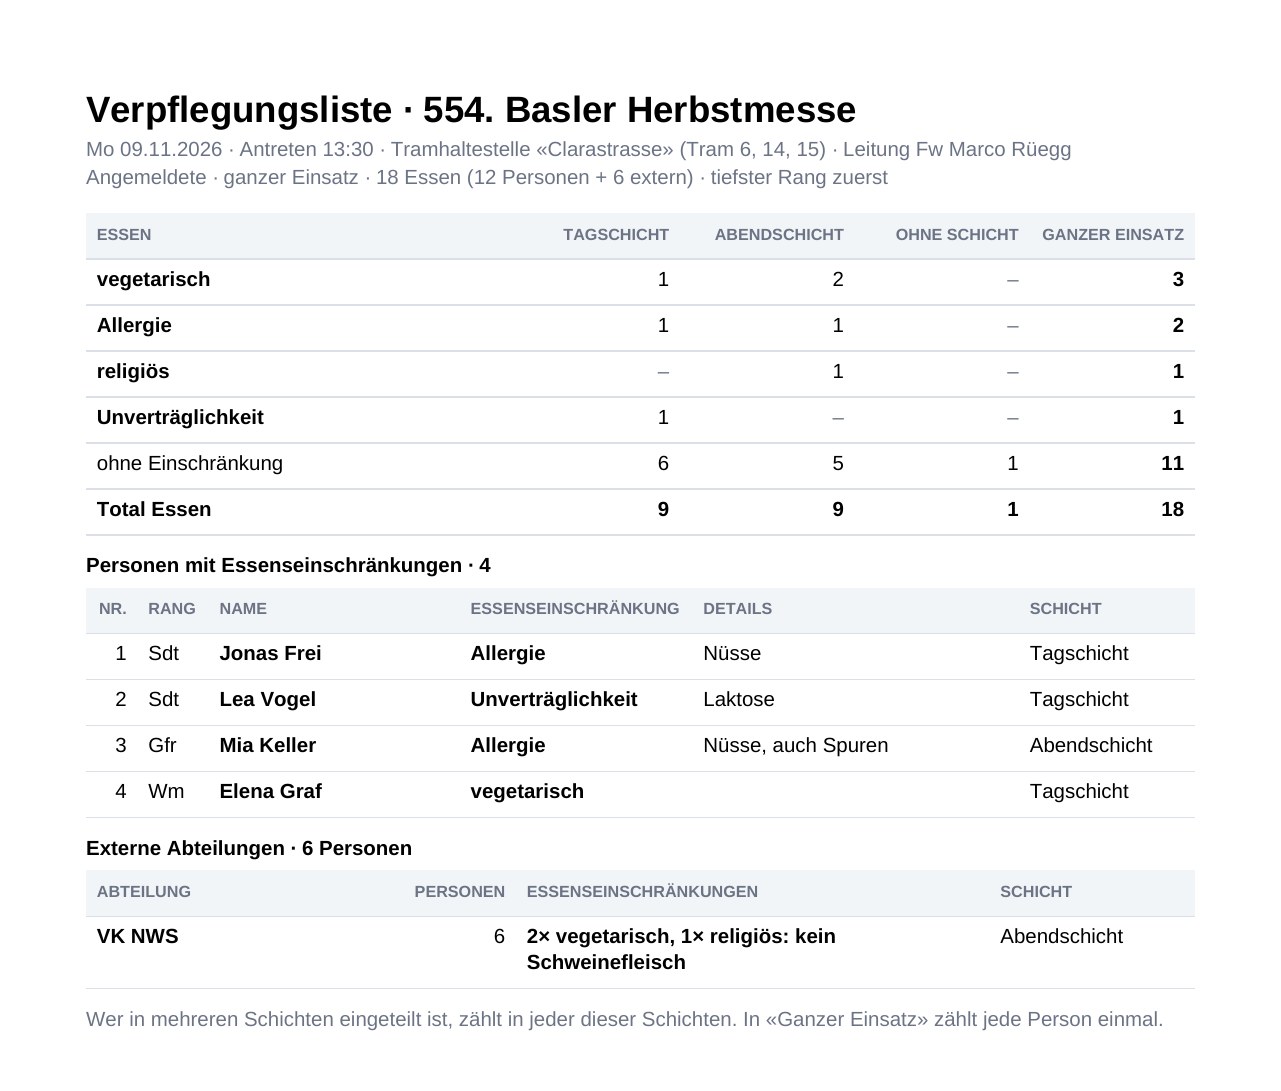 Verpflegungsliste · 554. Basler Herbstmesse
Mo 09.11.2026 · Antreten 13:30 · Tramhaltestelle «Clarastrasse» (Tram 6, 14, 15) · Leitung Fw Marco Rüegg
Angemeldete · ganzer Einsatz · 18 Essen (12 Personen + 6 extern) · tiefster Rang zuerst
ESSEN TAGSCHICHT ABENDSCHICHT OHNE SCHICHT GANZER EINSATZ
vegetarisch 1 2 – 3
Allergie 1 1 – 2
religiös – 1 – 1
Unverträglichkeit 1 – – 1
ohne Einschränkung 6 5 1 11
Total Essen 9 9 1 18
Personen mit Essenseinschränkungen · 4
NR. RANG NAME ESSENSEINSCHRÄNKUNG DETAILS SCHICHT
1 Sdt Jonas Frei Allergie Nüsse Tagschicht
2 Sdt Lea Vogel Unverträglichkeit Laktose Tagschicht
3 Gfr Mia Keller Allergie Nüsse, auch Spuren Abendschicht
4 Wm Elena Graf vegetarisch Tagschicht
Externe Abteilungen · 6 Personen
ABTEILUNG PERSONEN ESSENSEINSCHRÄNKUNGEN SCHICHT
VK NWS 6 2× vegetarisch, 1× religiös: kein Abendschicht
Schweinefleisch
Wer in mehreren Schichten eingeteilt ist, zählt in jeder dieser Schichten. In «Ganzer Einsatz» zählt jede Person einmal.